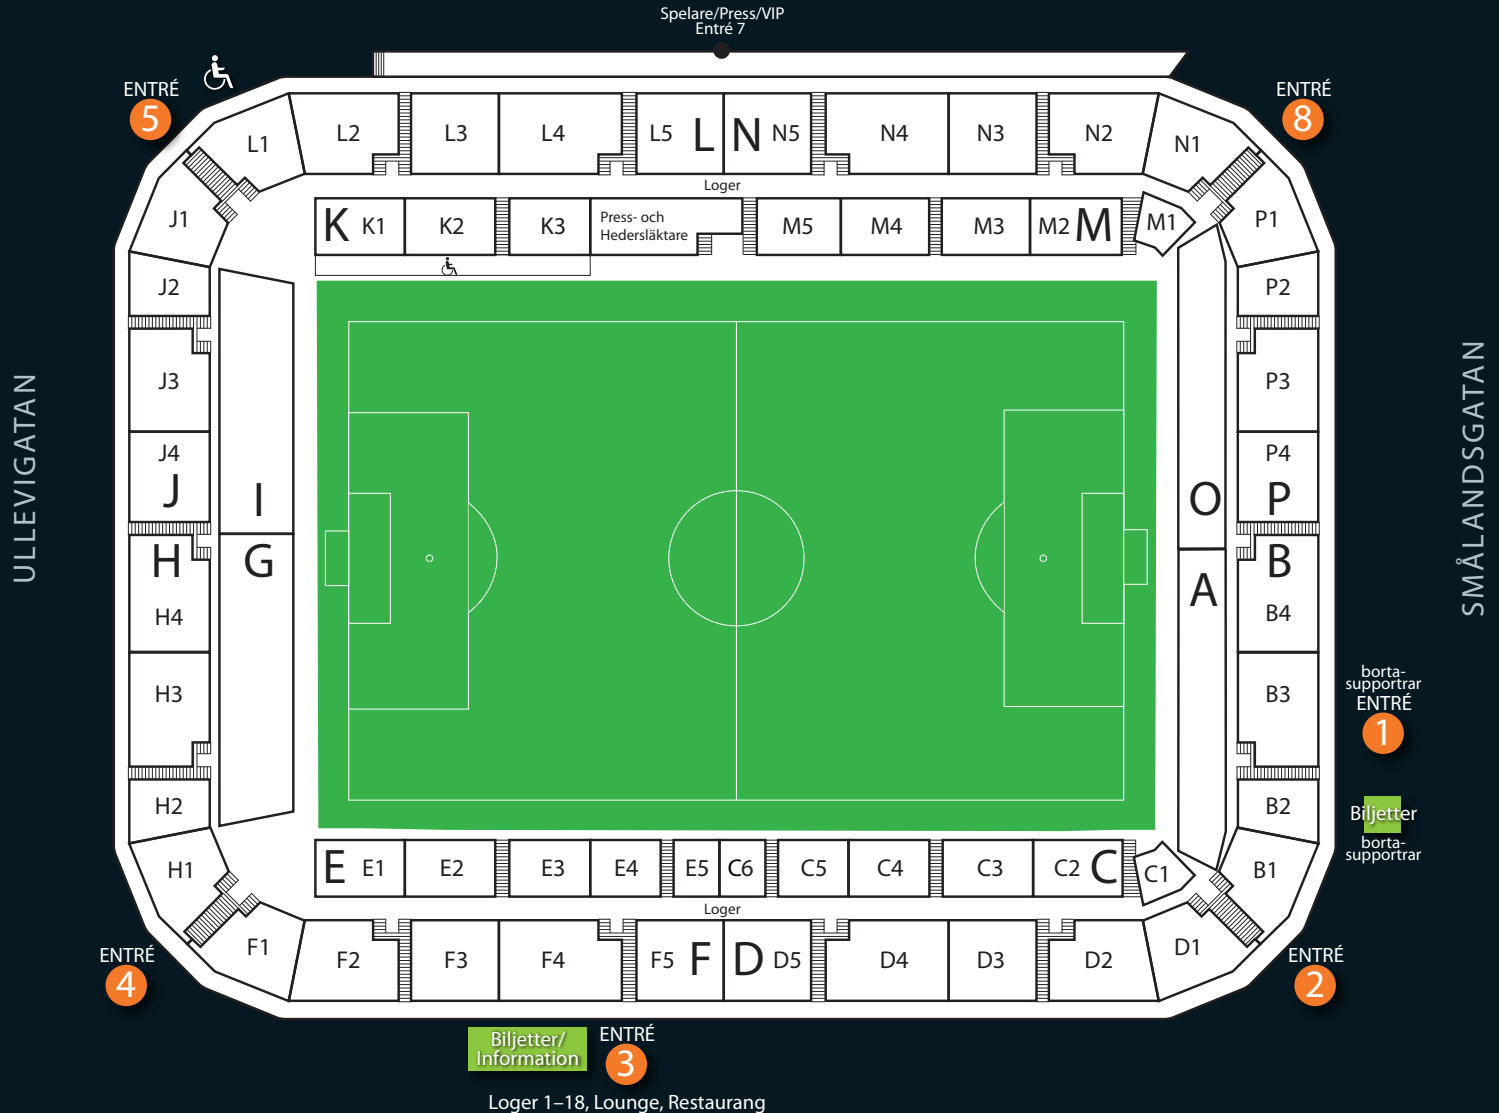 Spelare/Press/VIP
Entré 7
ENTRÉ
5
ENTRÉ
8
L1
L2
L3
L4
L5
L
N
N5
N4
N3
N2
N1
Loger
J1
K
K1
K2
K3
Press- och
Hedersläktare
M5
M4
M3
M2
M
M1
P1
J2
P2
J3
P3
J4
J
I
O
P4
P
H
G
A
B
H4
B4
H3
B3
H2
B2
ULLEVIGATAN
SMÅLANDSGATAN
borta-
supportrar
ENTRÉ
1
Biljetter
borta-
supportrar
H1
E
E1
E2
E3
E4
E5
C6
C5
C4
C3
C2
C
C1
B1
Loger
F1
F2
F3
F4
F5
F
D
D5
D4
D3
D2
D1
ENTRÉ
4
ENTRÉ
2
Biljetter/
Information
ENTRÉ
3
Loger 1–18, Lounge, Restaurang